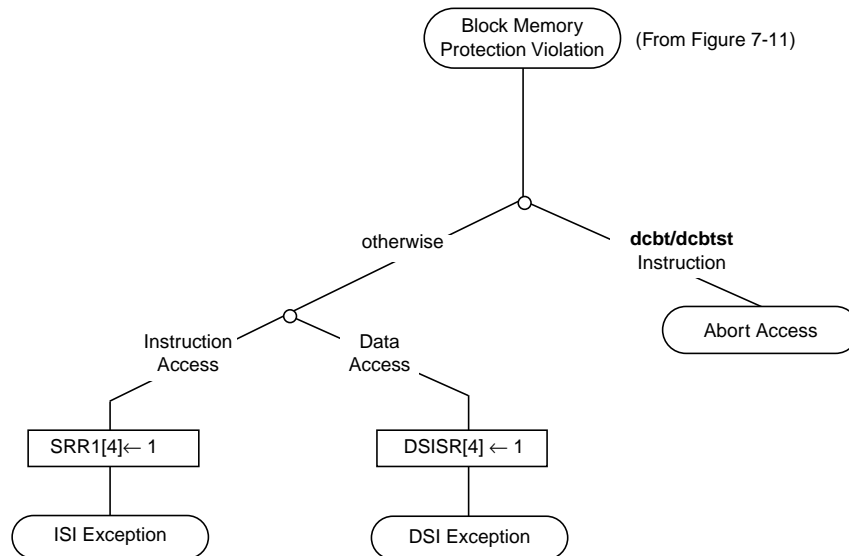 Block Memory
Protection Violation
(From Figure 7-11)
otherwise
dcbt/dcbtst
Instruction
Abort Access
Instruction
Access
Data
Access
SRR1[4]← 1
DSISR[4] ← 1
ISI Exception
DSI Exception